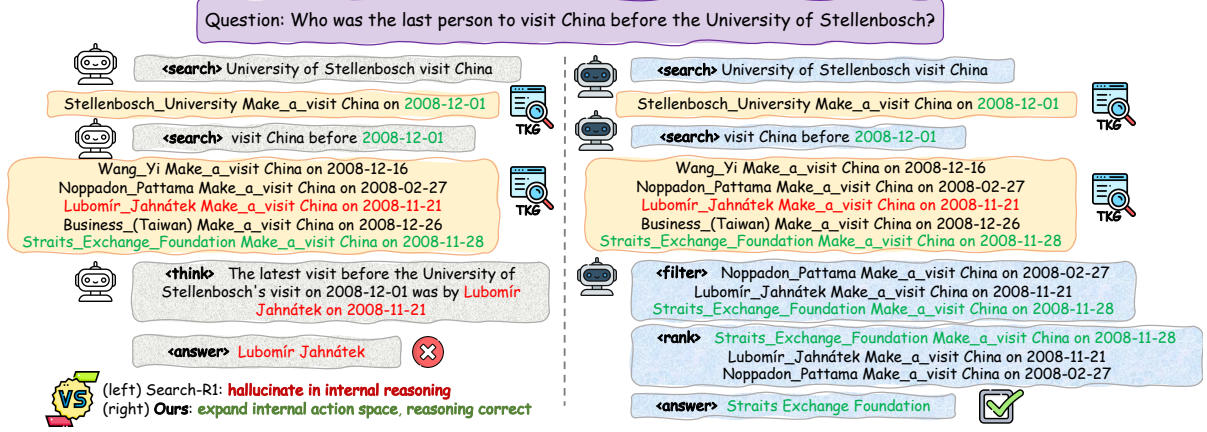 Question: Who was the last person to visit China before the University of Stellenbosch?
<search> University of Stellenbosch visit China
Stellenbosch_University Make_a_visit China on 2008-12-01
TKG
<search> visit China before 2008-12-01
Wang_Yi Make_a_visit China on 2008-12-16
Noppadon_Pattama Make_a_visit China on 2008-02-27
Lubomír_Jahnátek Make_a_visit China on 2008-11-21
Business_(Taiwan) Make_a_visit China on 2008-12-26
Straits_Exchange_Foundation Make_a_visit China on 2008-11-28
TKG
<think> The latest visit before the University of
Stellenbosch's visit on 2008-12-01 was by Lubomír
Jahnátek on 2008-11-21
<answer> Lubomír Jahnátek
VS
(left) Search-R1: hallucinate in internal reasoning
(right) Ours: expand internal action space, reasoning correct
<search> University of Stellenbosch visit China
Stellenbosch_University Make_a_visit China on 2008-12-01
TKG
<search> visit China before 2008-12-01
Wang_Yi Make_a_visit China on 2008-12-16
Noppadon_Pattama Make_a_visit China on 2008-02-27
Lubomír_Jahnátek Make_a_visit China on 2008-11-21
Business_(Taiwan) Make_a_visit China on 2008-12-26
Straits_Exchange_Foundation Make_a_visit China on 2008-11-28
TKG
<filter> Noppadon_Pattama Make_a_visit China on 2008-02-27
Lubomír_Jahnátek Make_a_visit China on 2008-11-21
Straits_Exchange_Foundation Make_a_visit China on 2008-11-28
<rank> Straits_Exchange_Foundation Make_a_visit China on 2008-11-28
Lubomír_Jahnátek Make_a_visit China on 2008-11-21
Noppadon_Pattama Make_a_visit China on 2008-02-27
<answer> Straits Exchange Foundation